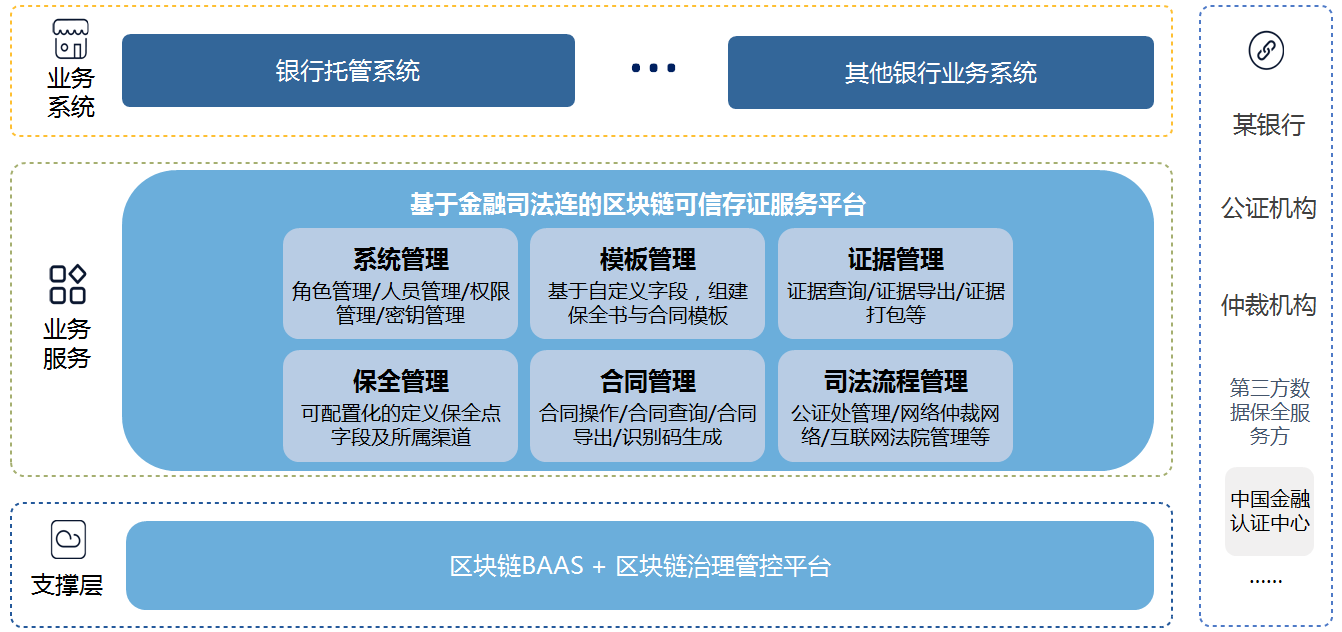 业务
系统
银行托管系统
•••
其他银行业务系统
业务
服务
基于金融司法连的区块链可信存证服务平台
系统管理
角色管理/人员管理/权限
管理/密钥管理
模板管理
基于自定义字段，组建
保全书与合同模板
证据管理
证据查询/证据导出/证据
打包等
保全管理
可配置化的定义保全点
字段及所属渠道
合同管理
合同操作/合同查询/合同
导出/识别码生成
司法流程管理
公证处管理/网络仲裁网
络/互联网法院管理等
支撑层
区块链BAAS + 区块链治理管控平台
某银行
公证机构
仲裁机构
第三方数
据保全服
务方
中国金融
认证中心
……